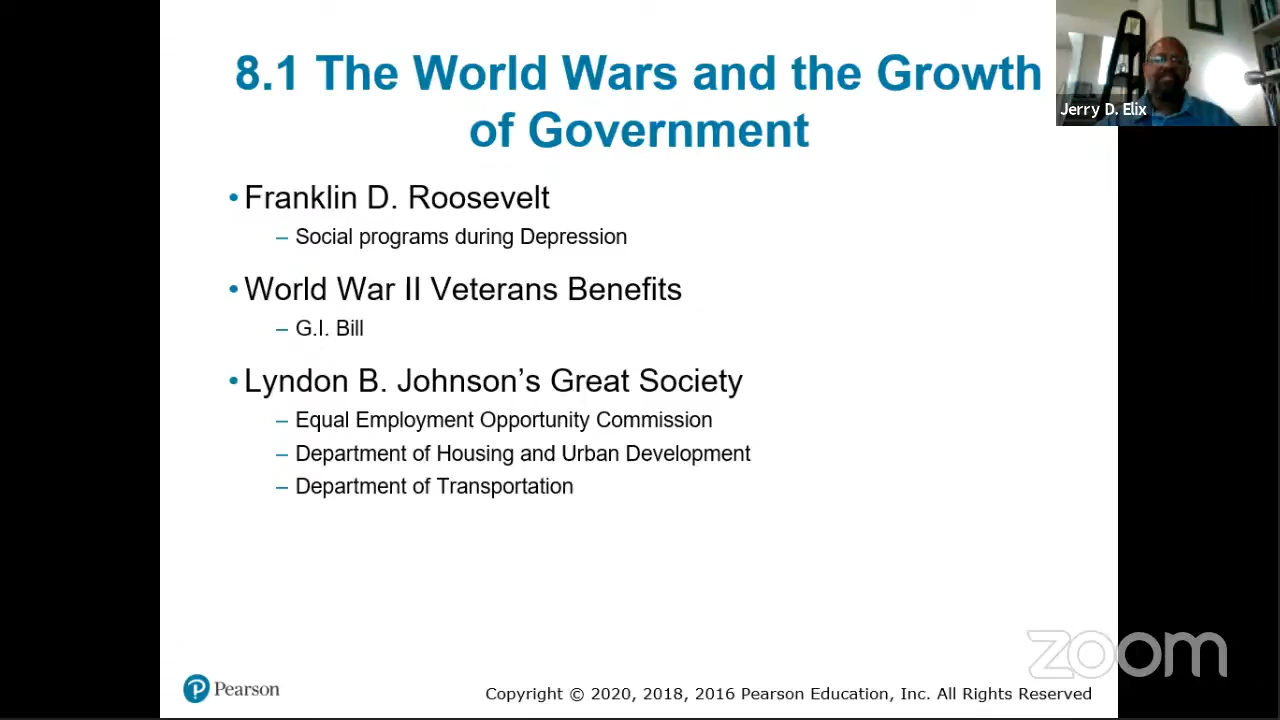 8.1 The World Wars and the Growth
of Government
Jerry D. Elix
• Franklin D. Roosevelt
– Social programs during Depression
• World War II Veterans Benefits
– G.I. Bill
• Lyndon B. Johnson’s Great Society
– Equal Employment Opportunity Commission
– Department of Housing and Urban Development
– Department of Transportation
zoom
P Pearson
Copyright © 2020, 2018, 2016 Pearson Education, Inc. All Rights Reserved